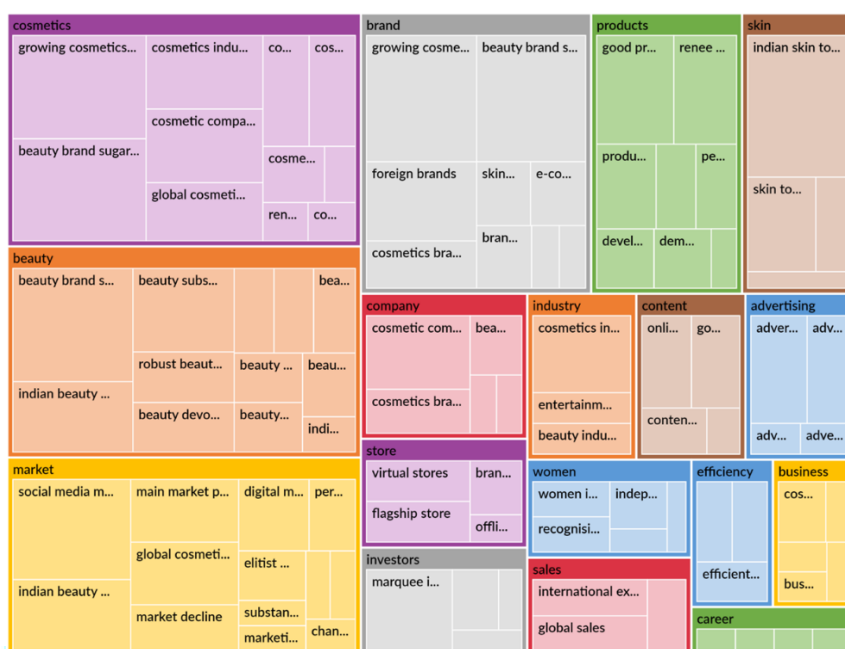 cosmetics
growing cosmetics...
cosmetics indu...
co...
cos...
cosmetic compa...
beauty brand sugar...
cosme...
global cosmeti...
ren...
co...
brand
growing cosme...
beauty brand s...
foreign brands
skin...
e-co...
bran...
cosmetics bra...
products
good pr...
renee ...
produ...
pe...
devel...
dem...
skin
indian skin to...
skin to...
beauty
beauty brand s...
beauty subs...
bea...
robust beaut...
beauty ...
beau...
indian beauty ...
beauty devo...
beauty...
indi...
company
cosmetic com...
bea...
cosmetics bra...
industry
cosmetics in...
entertainm...
beauty indu...
content
onli...
go...
conten...
advertising
adver...
adv...
adv...
adve...
market
social media m...
main market p...
digital m...
per...
global cosmeti...
elitist ...
indian beauty ...
market decline
substan...
marketi...
chan...
store
virtual stores
bran...
flagship store
offli...
women
women i...
indep...
recognisi...
efficiency
efficient...
business
cos...
bus...
investors
marquee i...
sales
international ex...
global sales
career